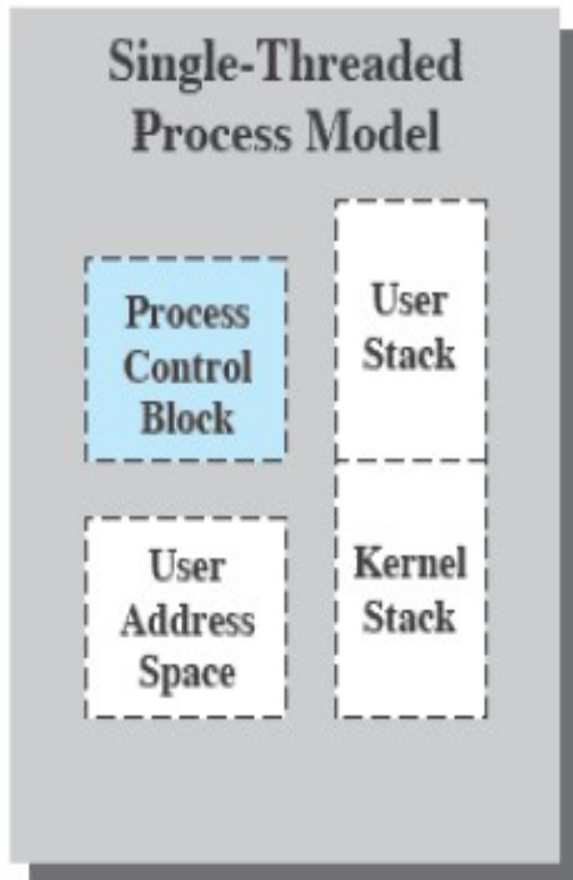 Single-Threaded
Process Model
Process
Control
Block
User
Stack
User
Address
Space
Kernel
Stack